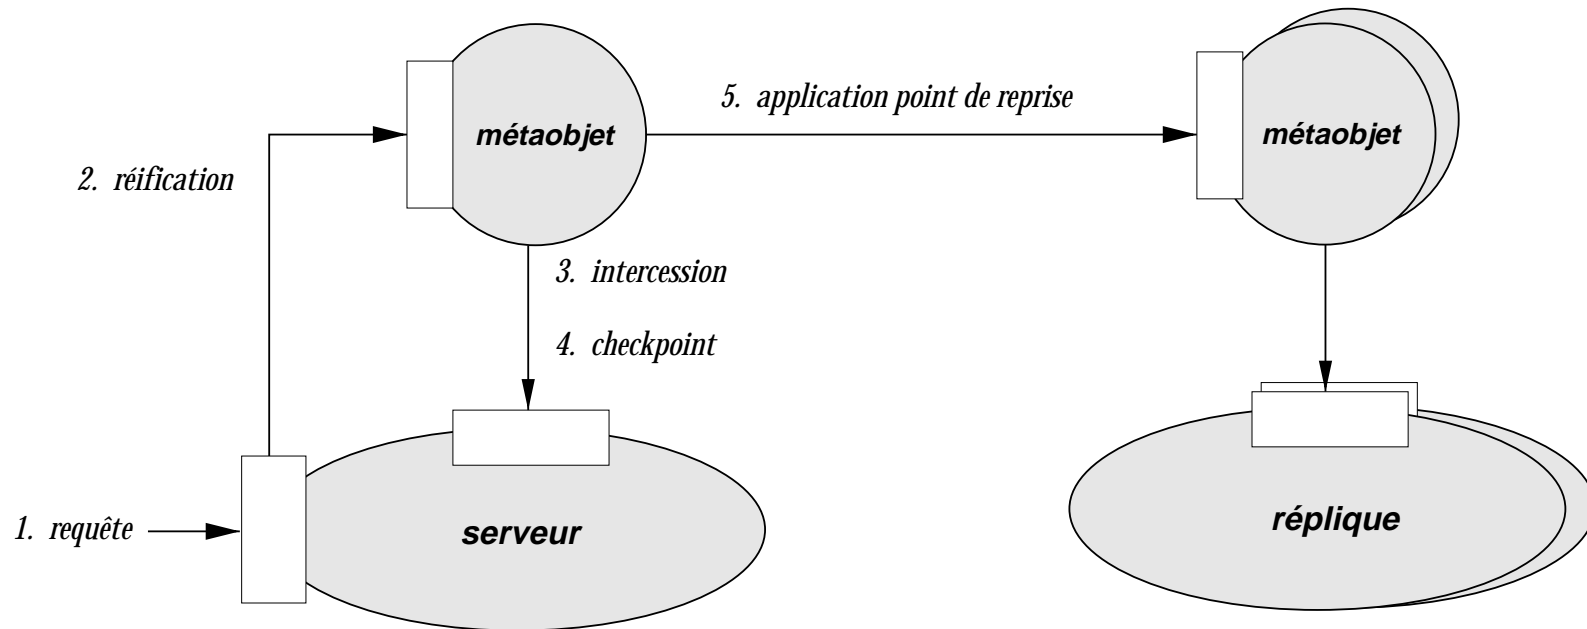 5. application point de reprise
métaobjet
métaobjet
2. réification
3. intercession
4. checkpoint
1. requête
serveur
réplique